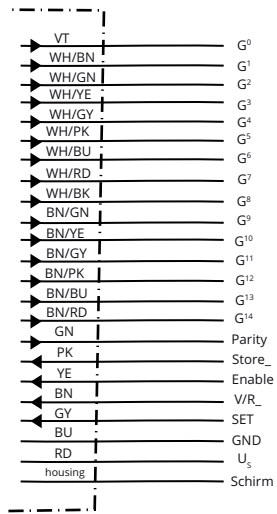 VT G⁰
WH/BN G¹
WH/GN G²
WH/YE G³
WH/GY G⁴
WH/PK G⁵
WH/BU G⁶
WH/RD G⁷
WH/BK G⁸
BN/GN G⁹
BN/YE G¹⁰
BN/GY G¹¹
BN/PK G¹²
BN/BU G¹³
BN/RD G¹⁴
GN Parity
PK Store_
YE Enable
BN V/R_
GY SET
BU GND
RD Uₛ
housing Schirm